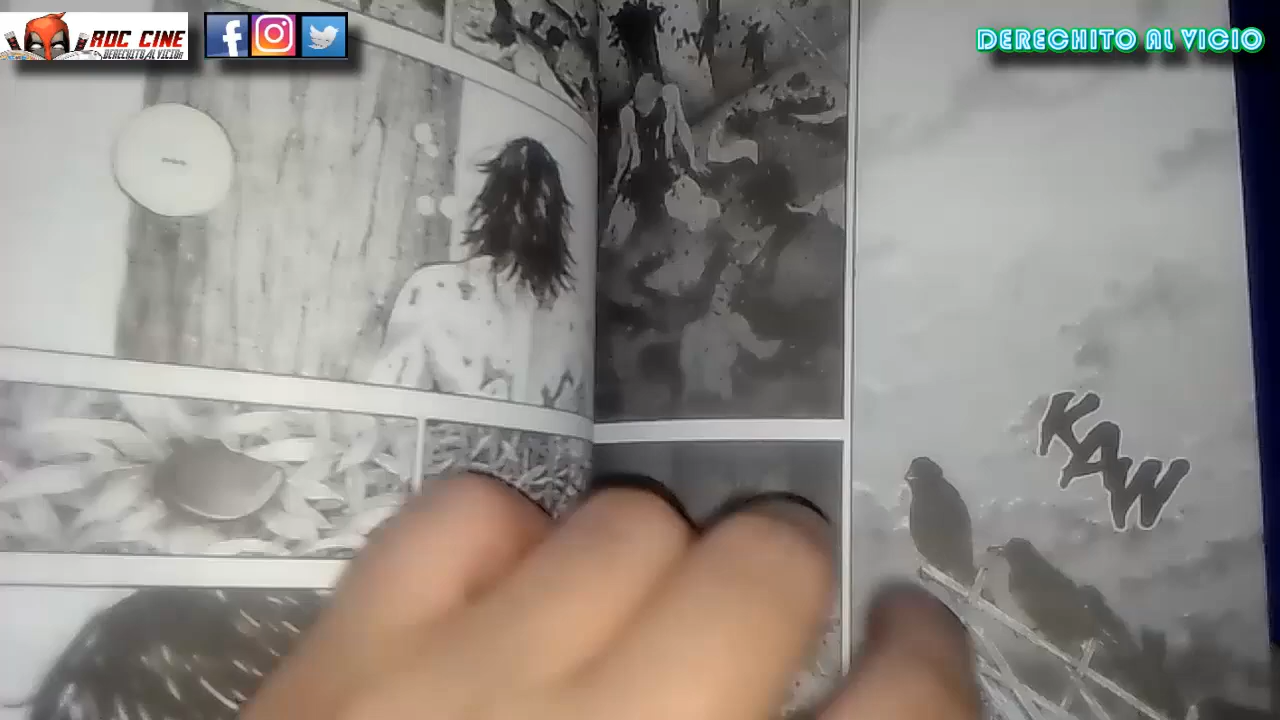 ROC CINE
DERECHITO AL VICIO!
DERECHITO AL VICIO
KAW